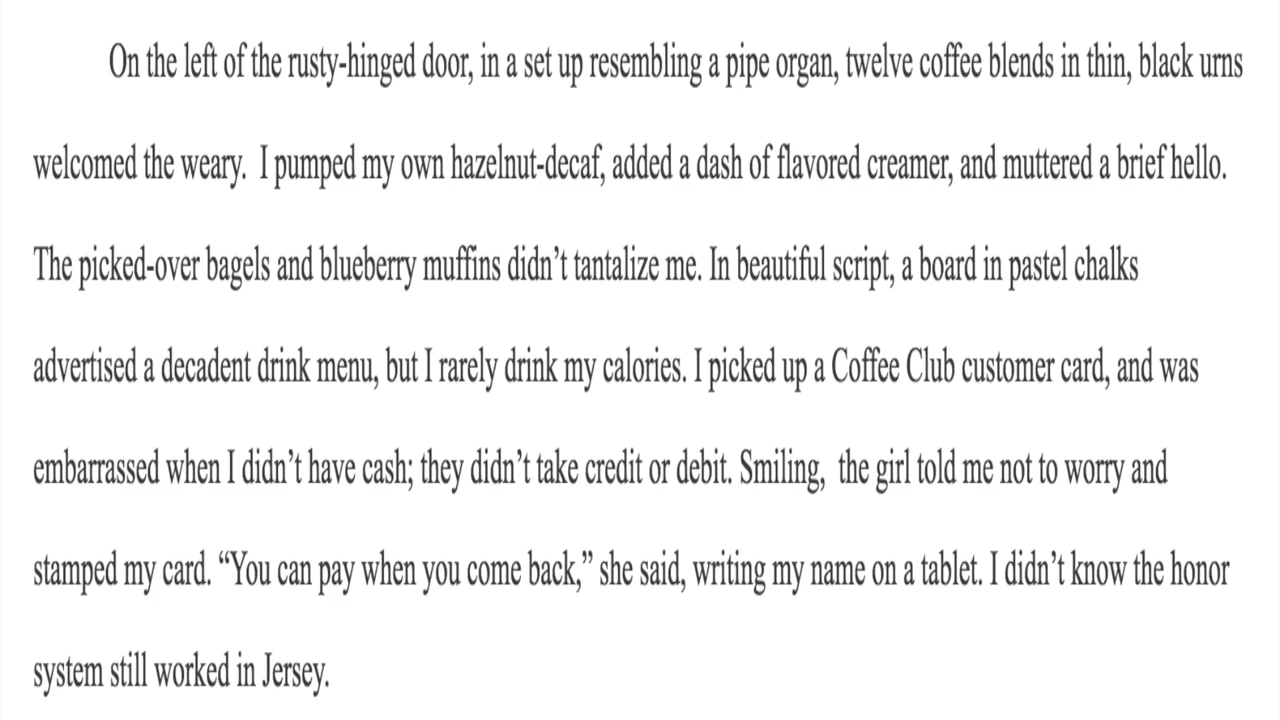 On the left of the rusty-hinged door, in a set up resembling a pipe organ, twelve coffee blends in thin, black urns
welcomed the weary.  I pumped my own hazelnut-decaf, added a dash of flavored creamer, and muttered a brief hello.
The picked-over bagels and blueberry muffins didn’t tantalize me. In beautiful script, a board in pastel chalks
advertised a decadent drink menu, but I rarely drink my calories. I picked up a Coffee Club customer card, and was
embarrassed when I didn’t have cash; they didn’t take credit or debit. Smiling,  the girl told me not to worry and
stamped my card. “You can pay when you come back,” she said, writing my name on a tablet. I didn’t know the honor
system still worked in Jersey.